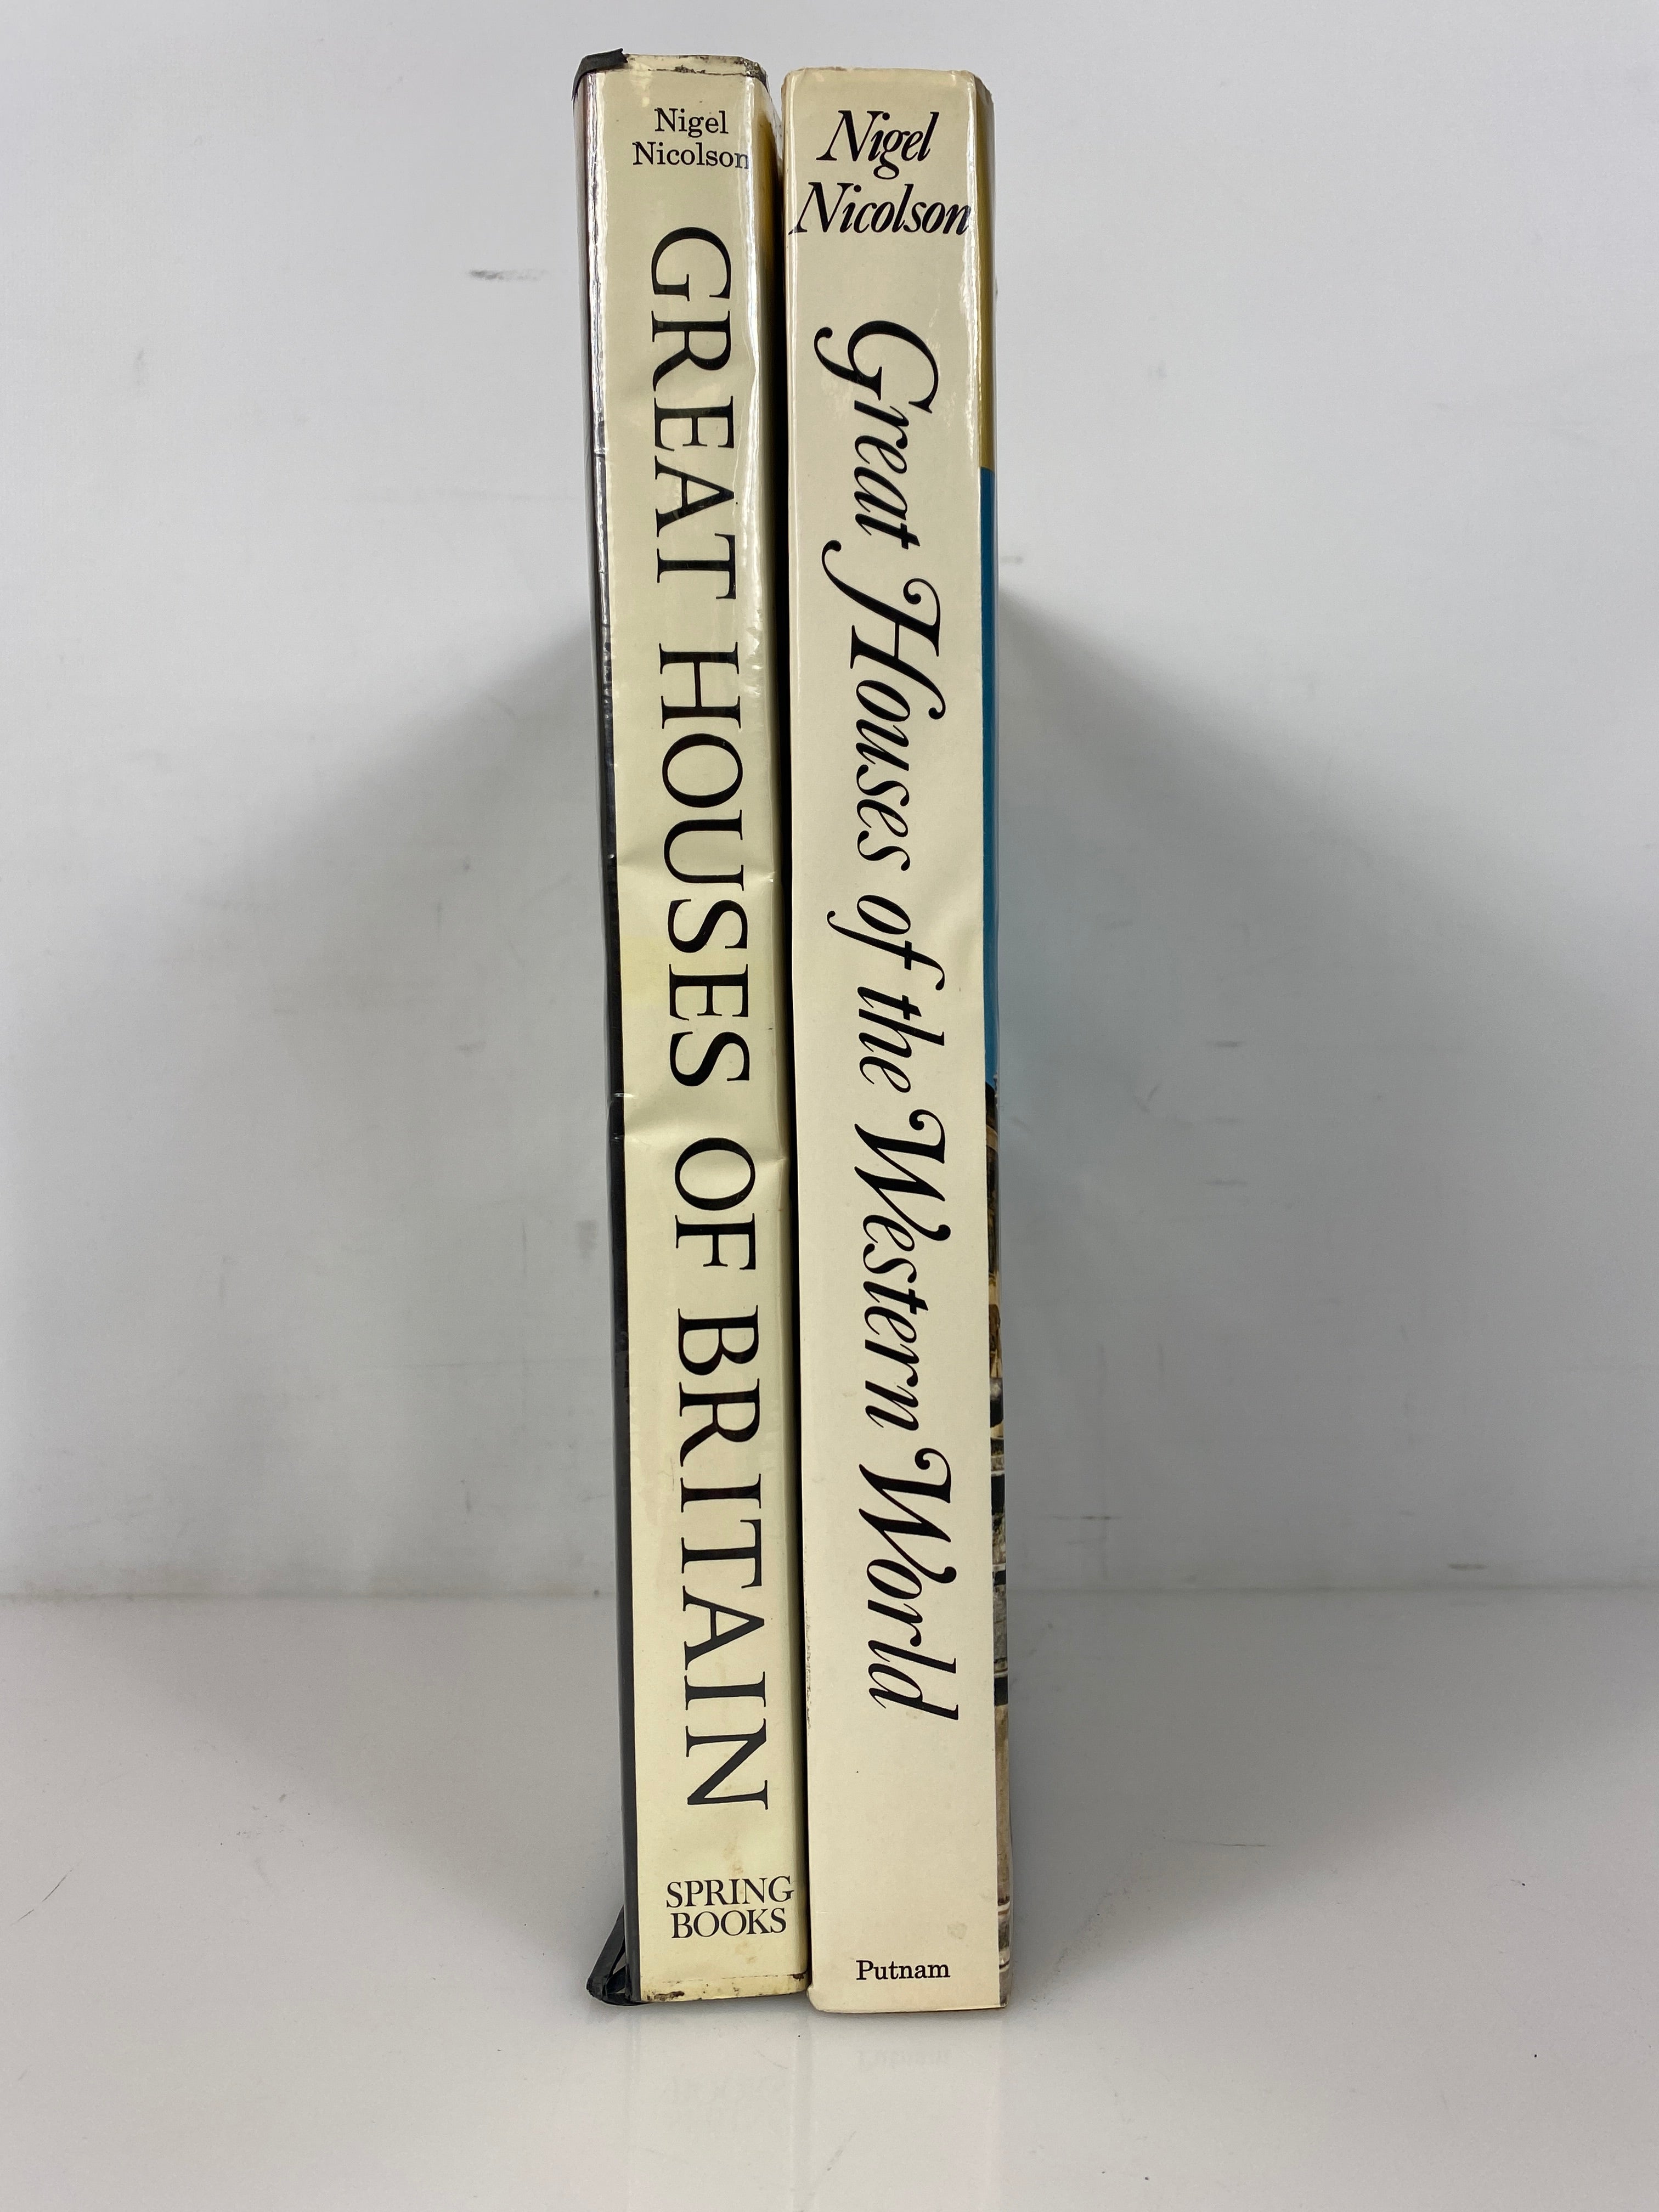 Nigel
Nicolson
GREAT HOUSES OF BRITAIN
SPRING
BOOKS
Nigel
Nicolson
Great Houses of the Western World
Putnam